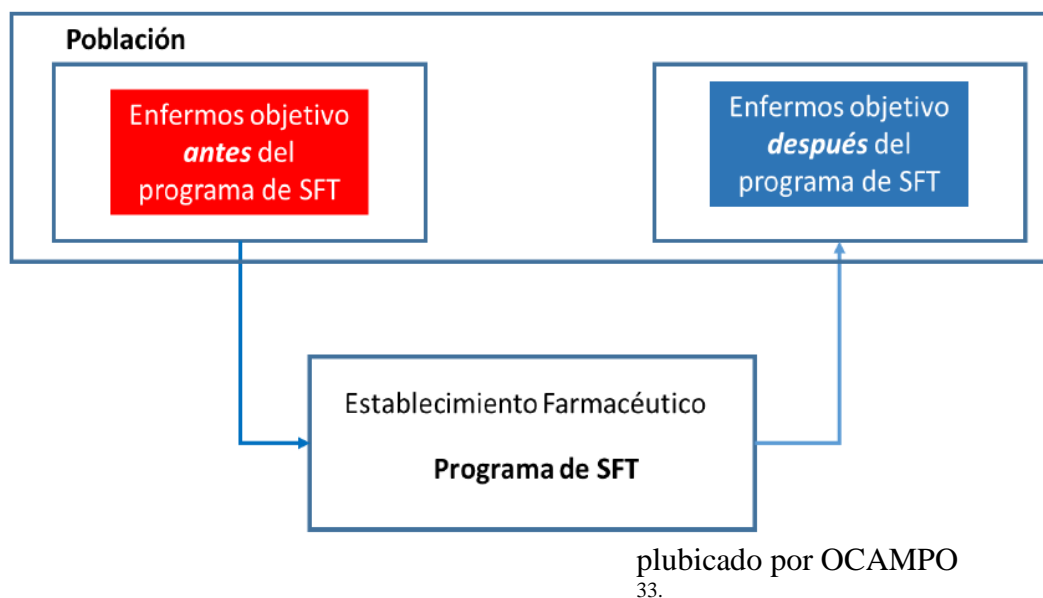 Población
Enfermos objetivo
antes del
programa de SFT
Enfermos objetivo
después del
programa de SFT
Establecimiento Farmacéutico
Programa de SFT
plubicado por OCAMPO
33.